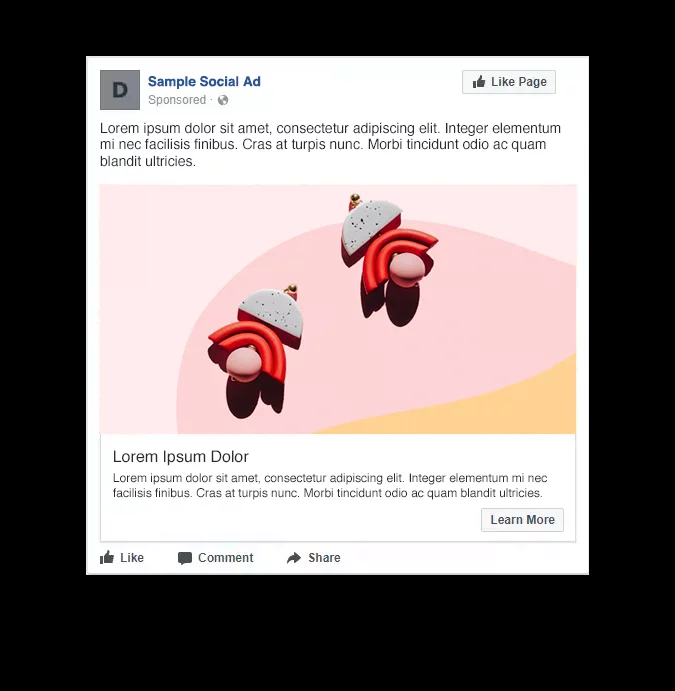 D
Sample Social Ad
Like Page
Sponsored ·
Lorem ipsum dolor sit amet, consectetur adipiscing elit. Integer elementum
mi nec facilisis finibus. Cras at turpis nunc. Morbi tincidunt odio ac quam
blandit ultricies.
Lorem Ipsum Dolor
Lorem ipsum dolor sit amet, consectetur adipiscing elit. Integer elementum mi nec
facilisis finibus. Cras at turpis nunc. Morbi tincidunt odio ac quam blandit ultricies.
Learn More
Like Comment Share